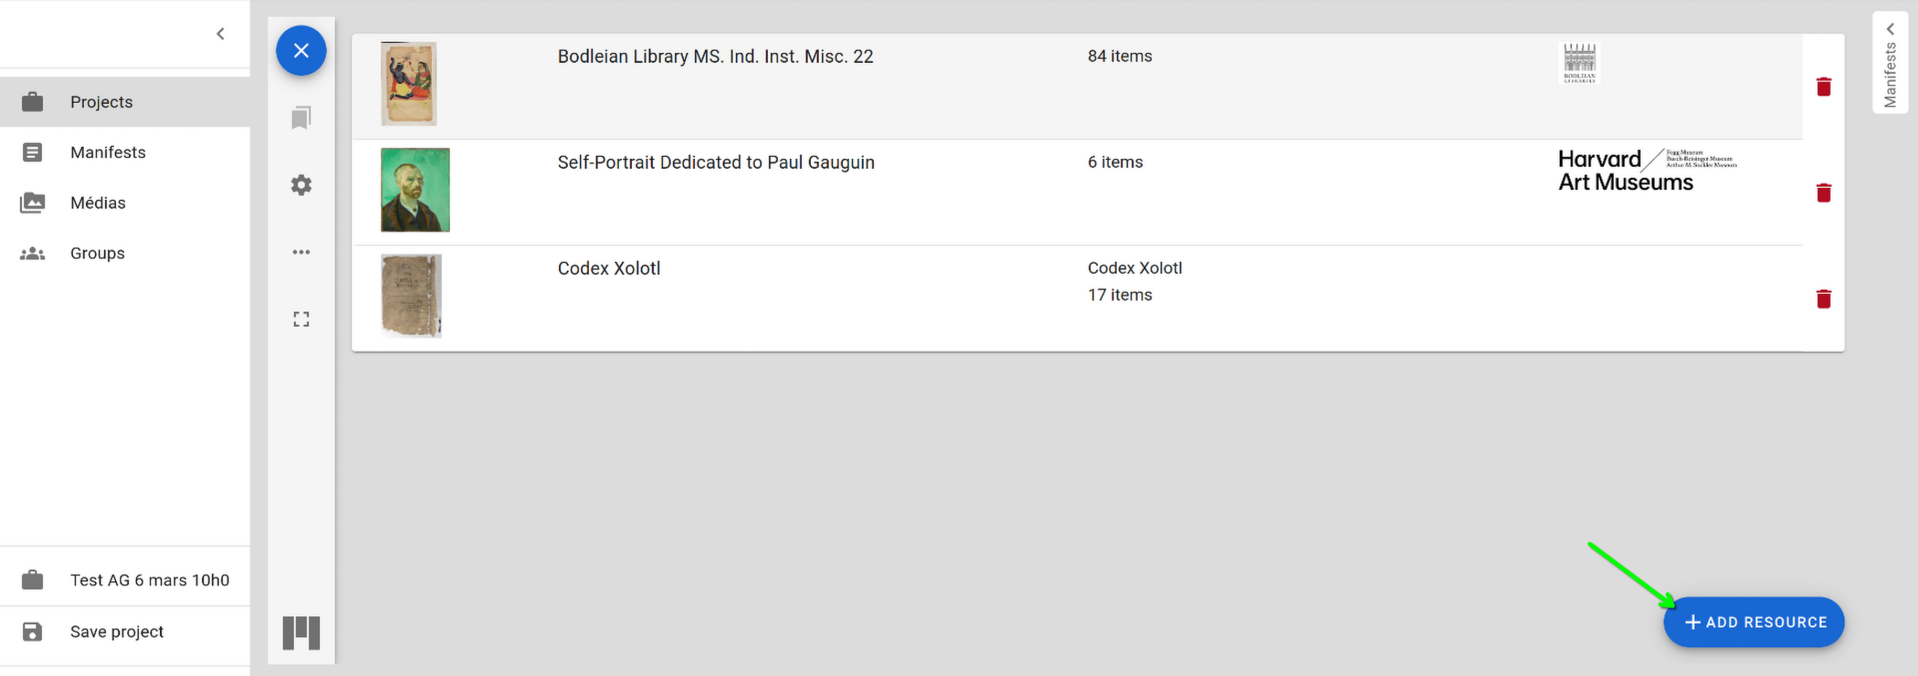 Projects
Manifests
Médias
Groups
Test AG 6 mars 10h0
Save project
Bodleian Library MS. Ind. Inst. Misc. 22
84 items
BODLEIAN
LIBRARIES
Self-Portrait Dedicated to Paul Gauguin
6 items
Harvard
Art Museums
Fogg Museum
Busch-Reisinger Museum
Arthur M. Sackler Museum
Codex Xolotl
Codex Xolotl
17 items
Manifests
+ ADD RESOURCE